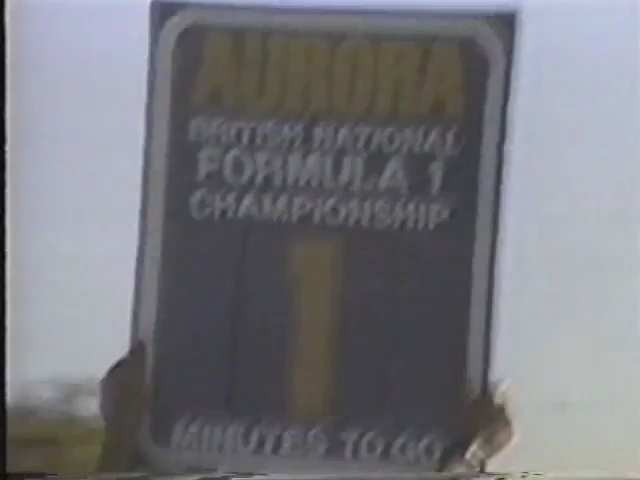 AURORA
BRITISH NATIONAL
FORMULA 1
CHAMPIONSHIP
1
MINUTES TO GO